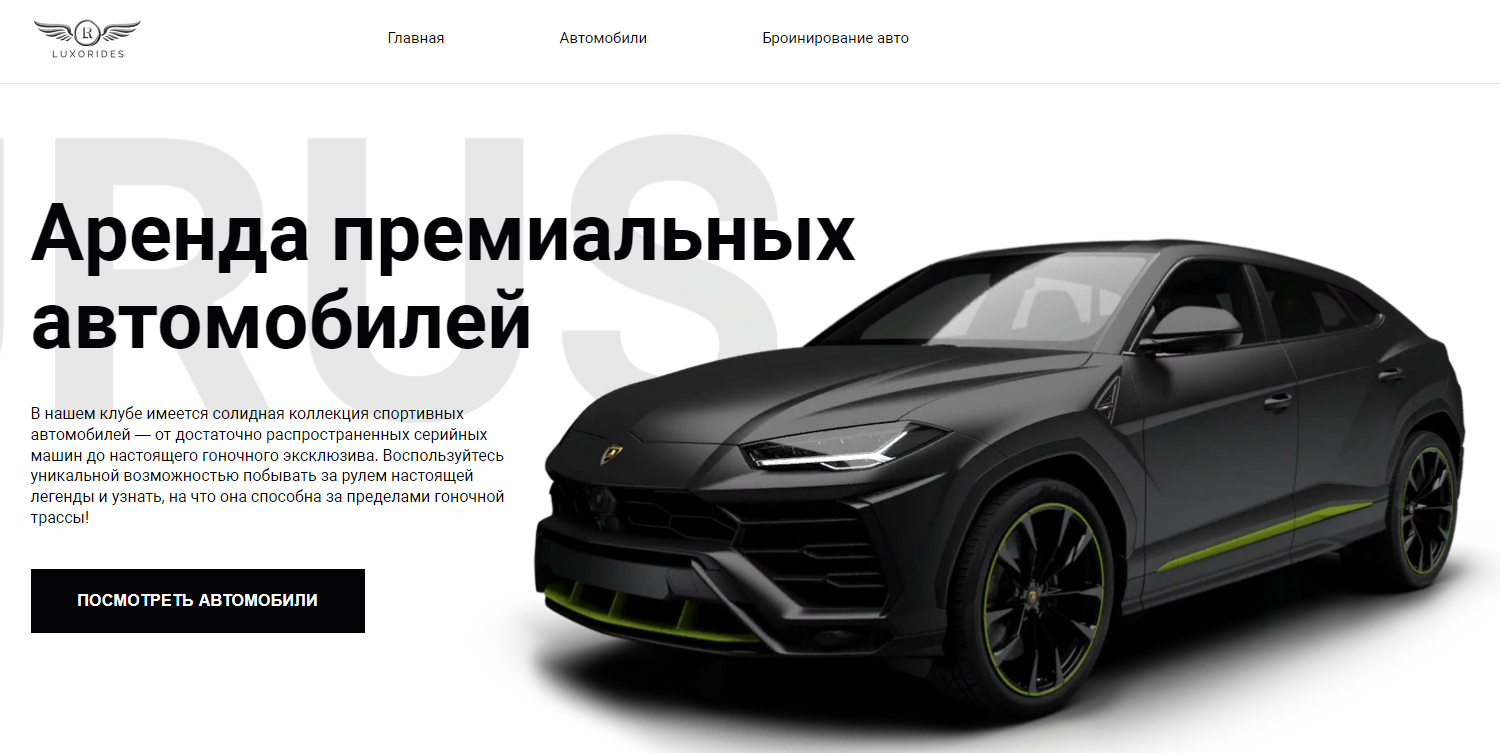 LR
LUXORIDES
Главная
Автомобили
Броинирование авто
URUS
Аренда премиальных
автомобилей
В нашем клубе имеется солидная коллекция спортивных
автомобилей — от достаточно распространенных серийных
машин до настоящего гоночного эксклюзива. Воспользуйтесь
уникальной возможностью побывать за рулем настоящей
легенды и узнать, на что она способна за пределами гоночной
трассы!
ПОСМОТРЕТЬ АВТОМОБИЛИ